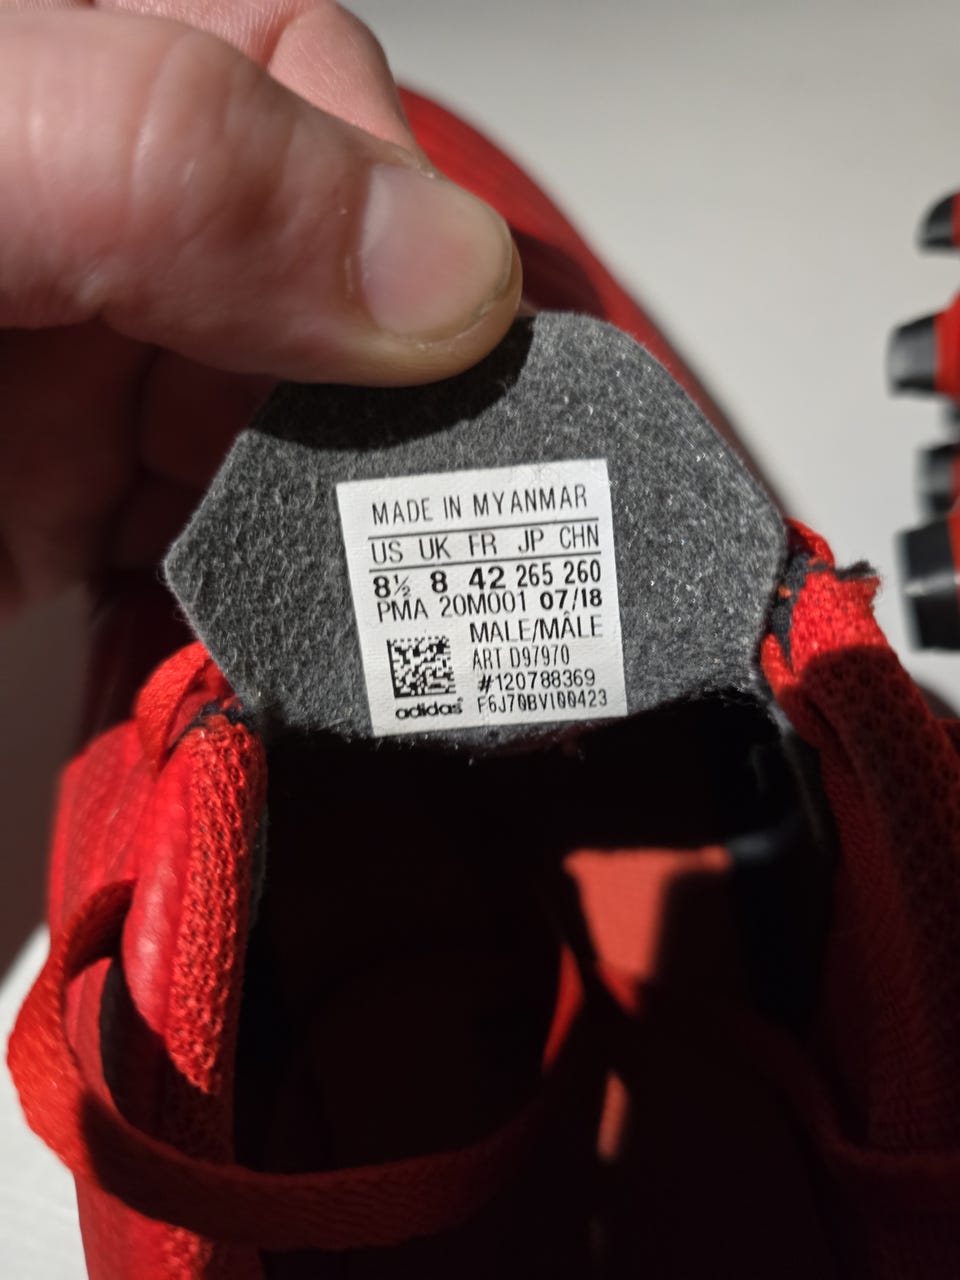 MADE IN MYANMAR
US UK FR JP CHN
8½ 8 42 265 260
PMA 20M001 07/18
MALE/MÂLE
ART D97970
#120788369
adidas F6J70BVI00423